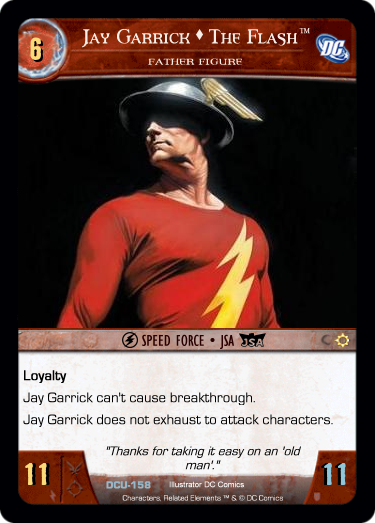 6
JAY GARRICK ♦ THE FLASH™
DC
FATHER FIGURE
SPEED FORCE • JSA JSA
Loyalty
Jay Garrick can't cause breakthrough.
Jay Garrick does not exhaust to attack characters.
"Thanks for taking it easy on an 'old
man'."
11
DCU-158 Illustrator DC Comics
11
Characters, Related Elements ™ & © DC Comics